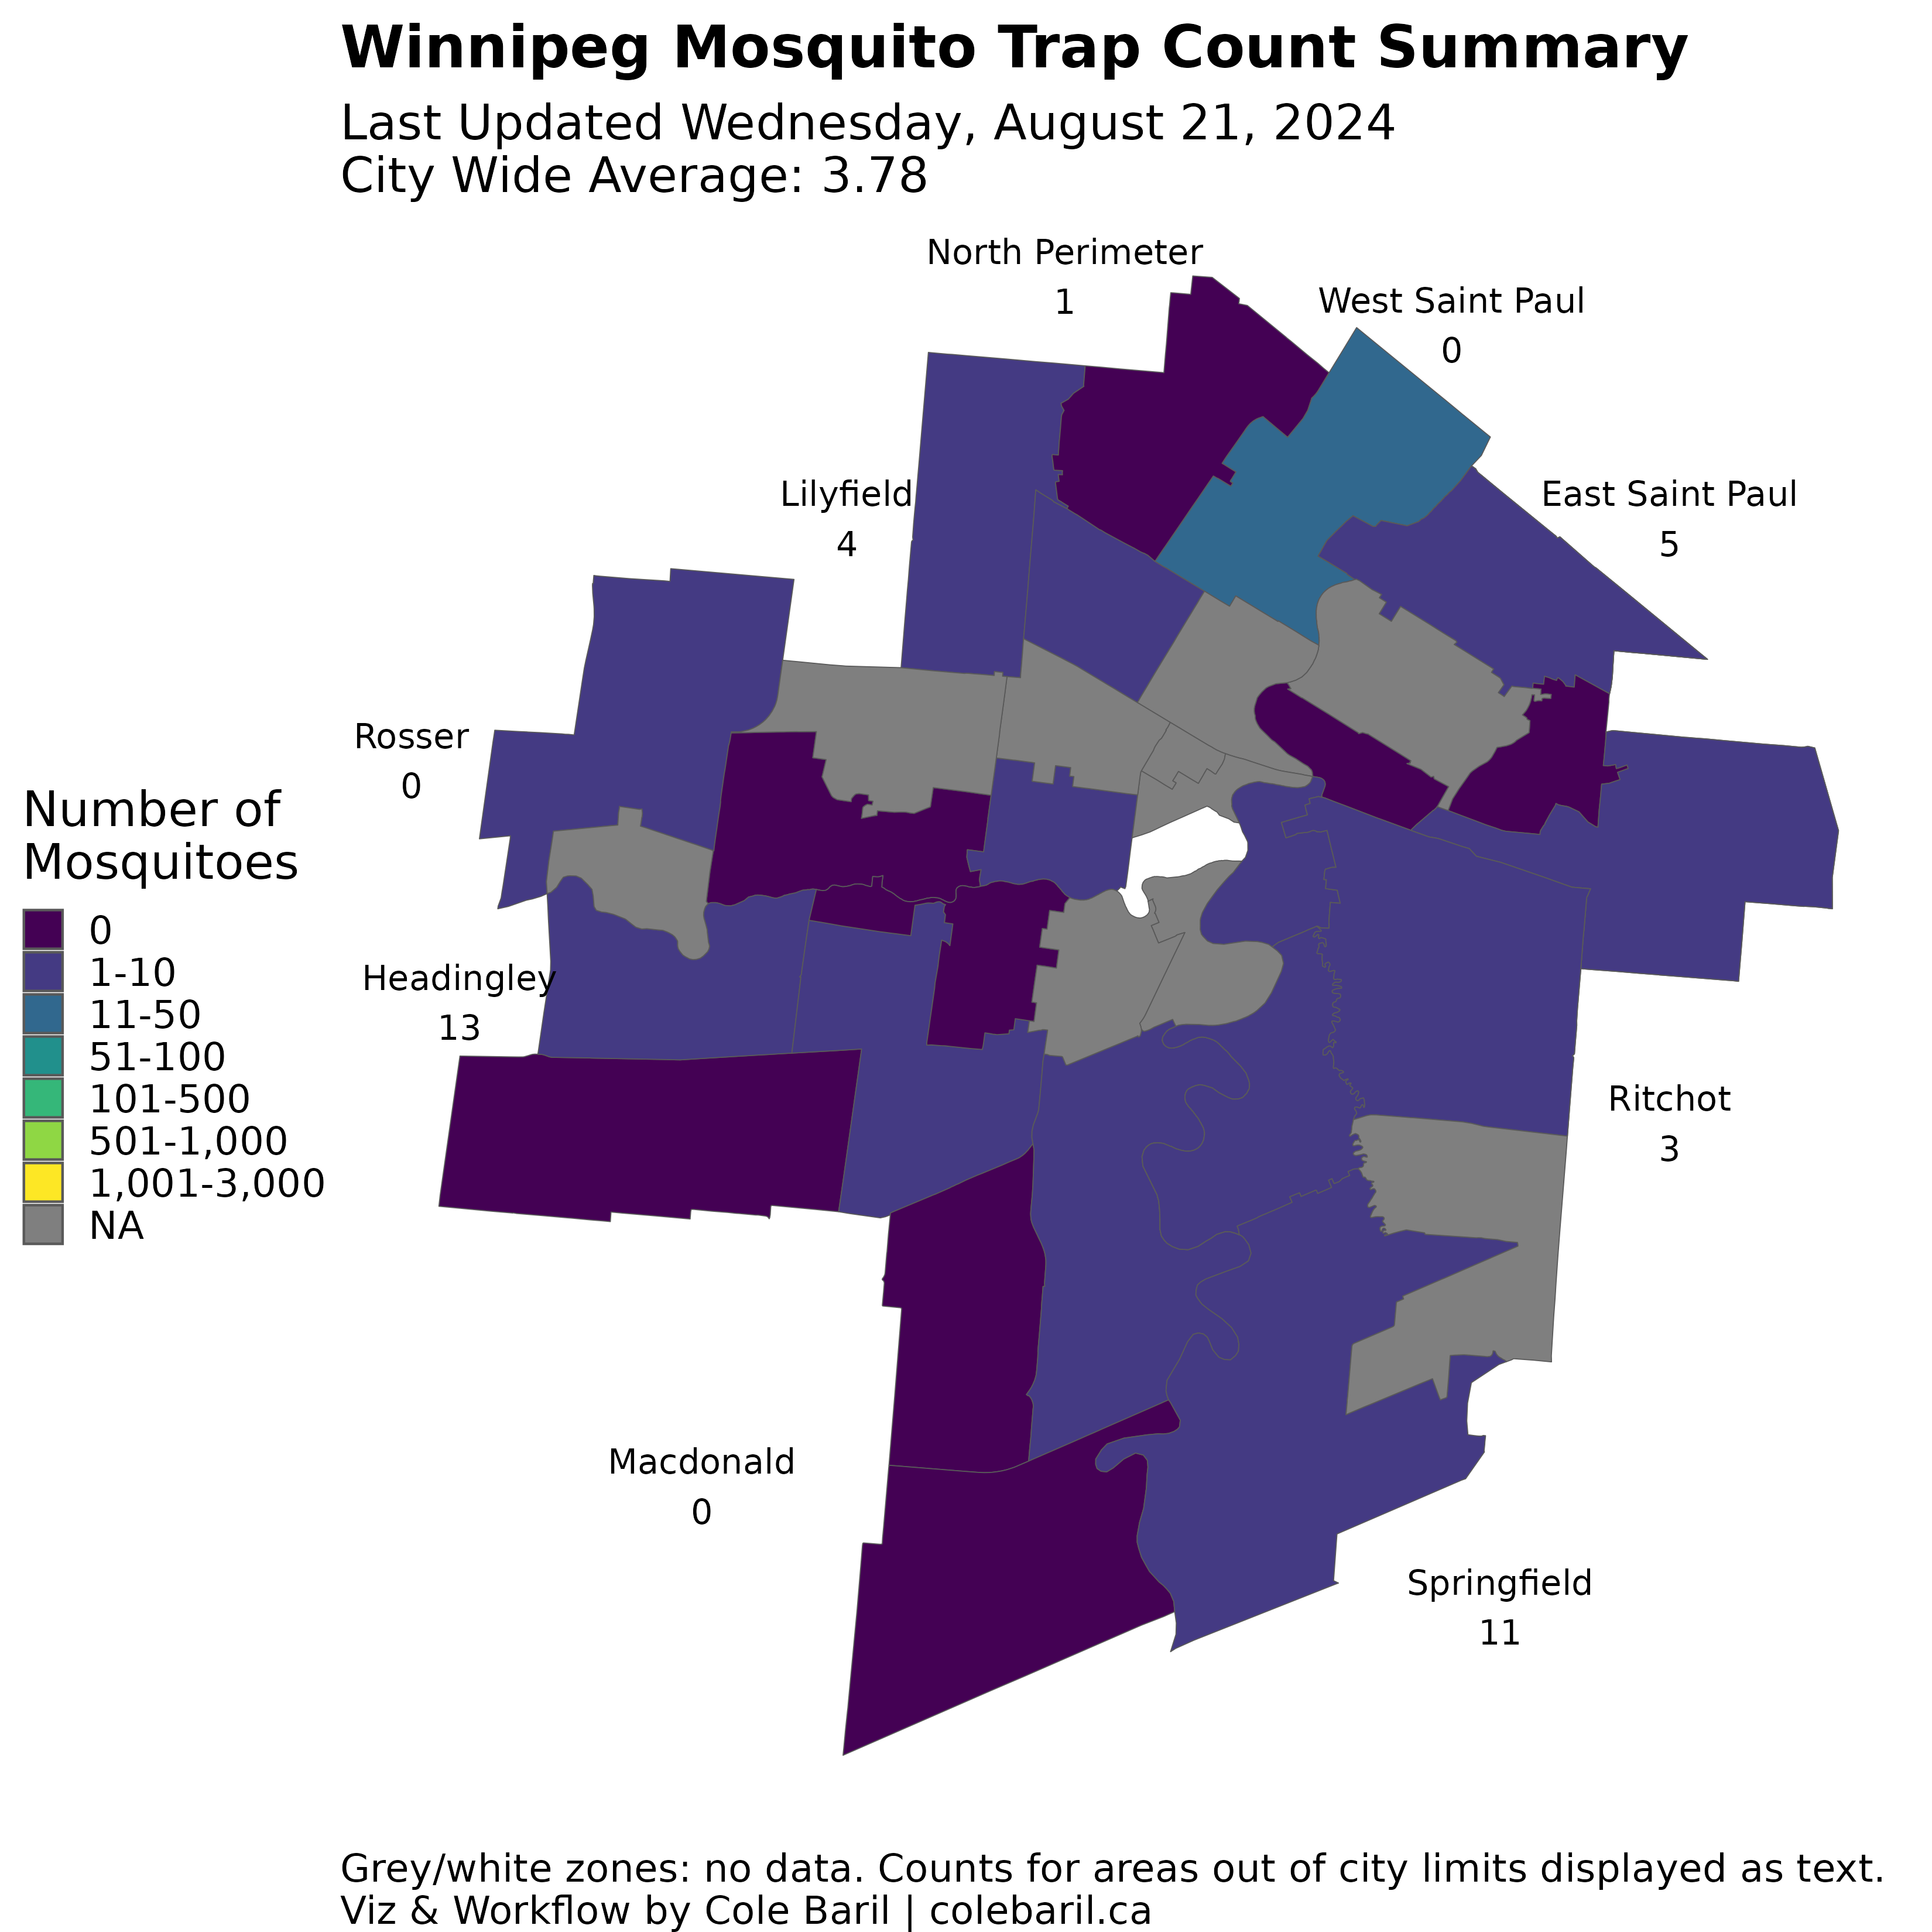 Winnipeg Mosquito Trap Count Summary
Last Updated Wednesday, August 21, 2024
City Wide Average: 3.78
North Perimeter
1
West Saint Paul
0
Lilyfield
4
East Saint Paul
5
Rosser
0
Number of
Mosquitoes
0
1-10
11-50
51-100
101-500
501-1,000
1,001-3,000
NA
Headingley
13
Ritchot
3
Macdonald
0
Springfield
11
Grey/white zones: no data. Counts for areas out of city limits displayed as text.
Viz & Workflow by Cole Baril | colebaril.ca